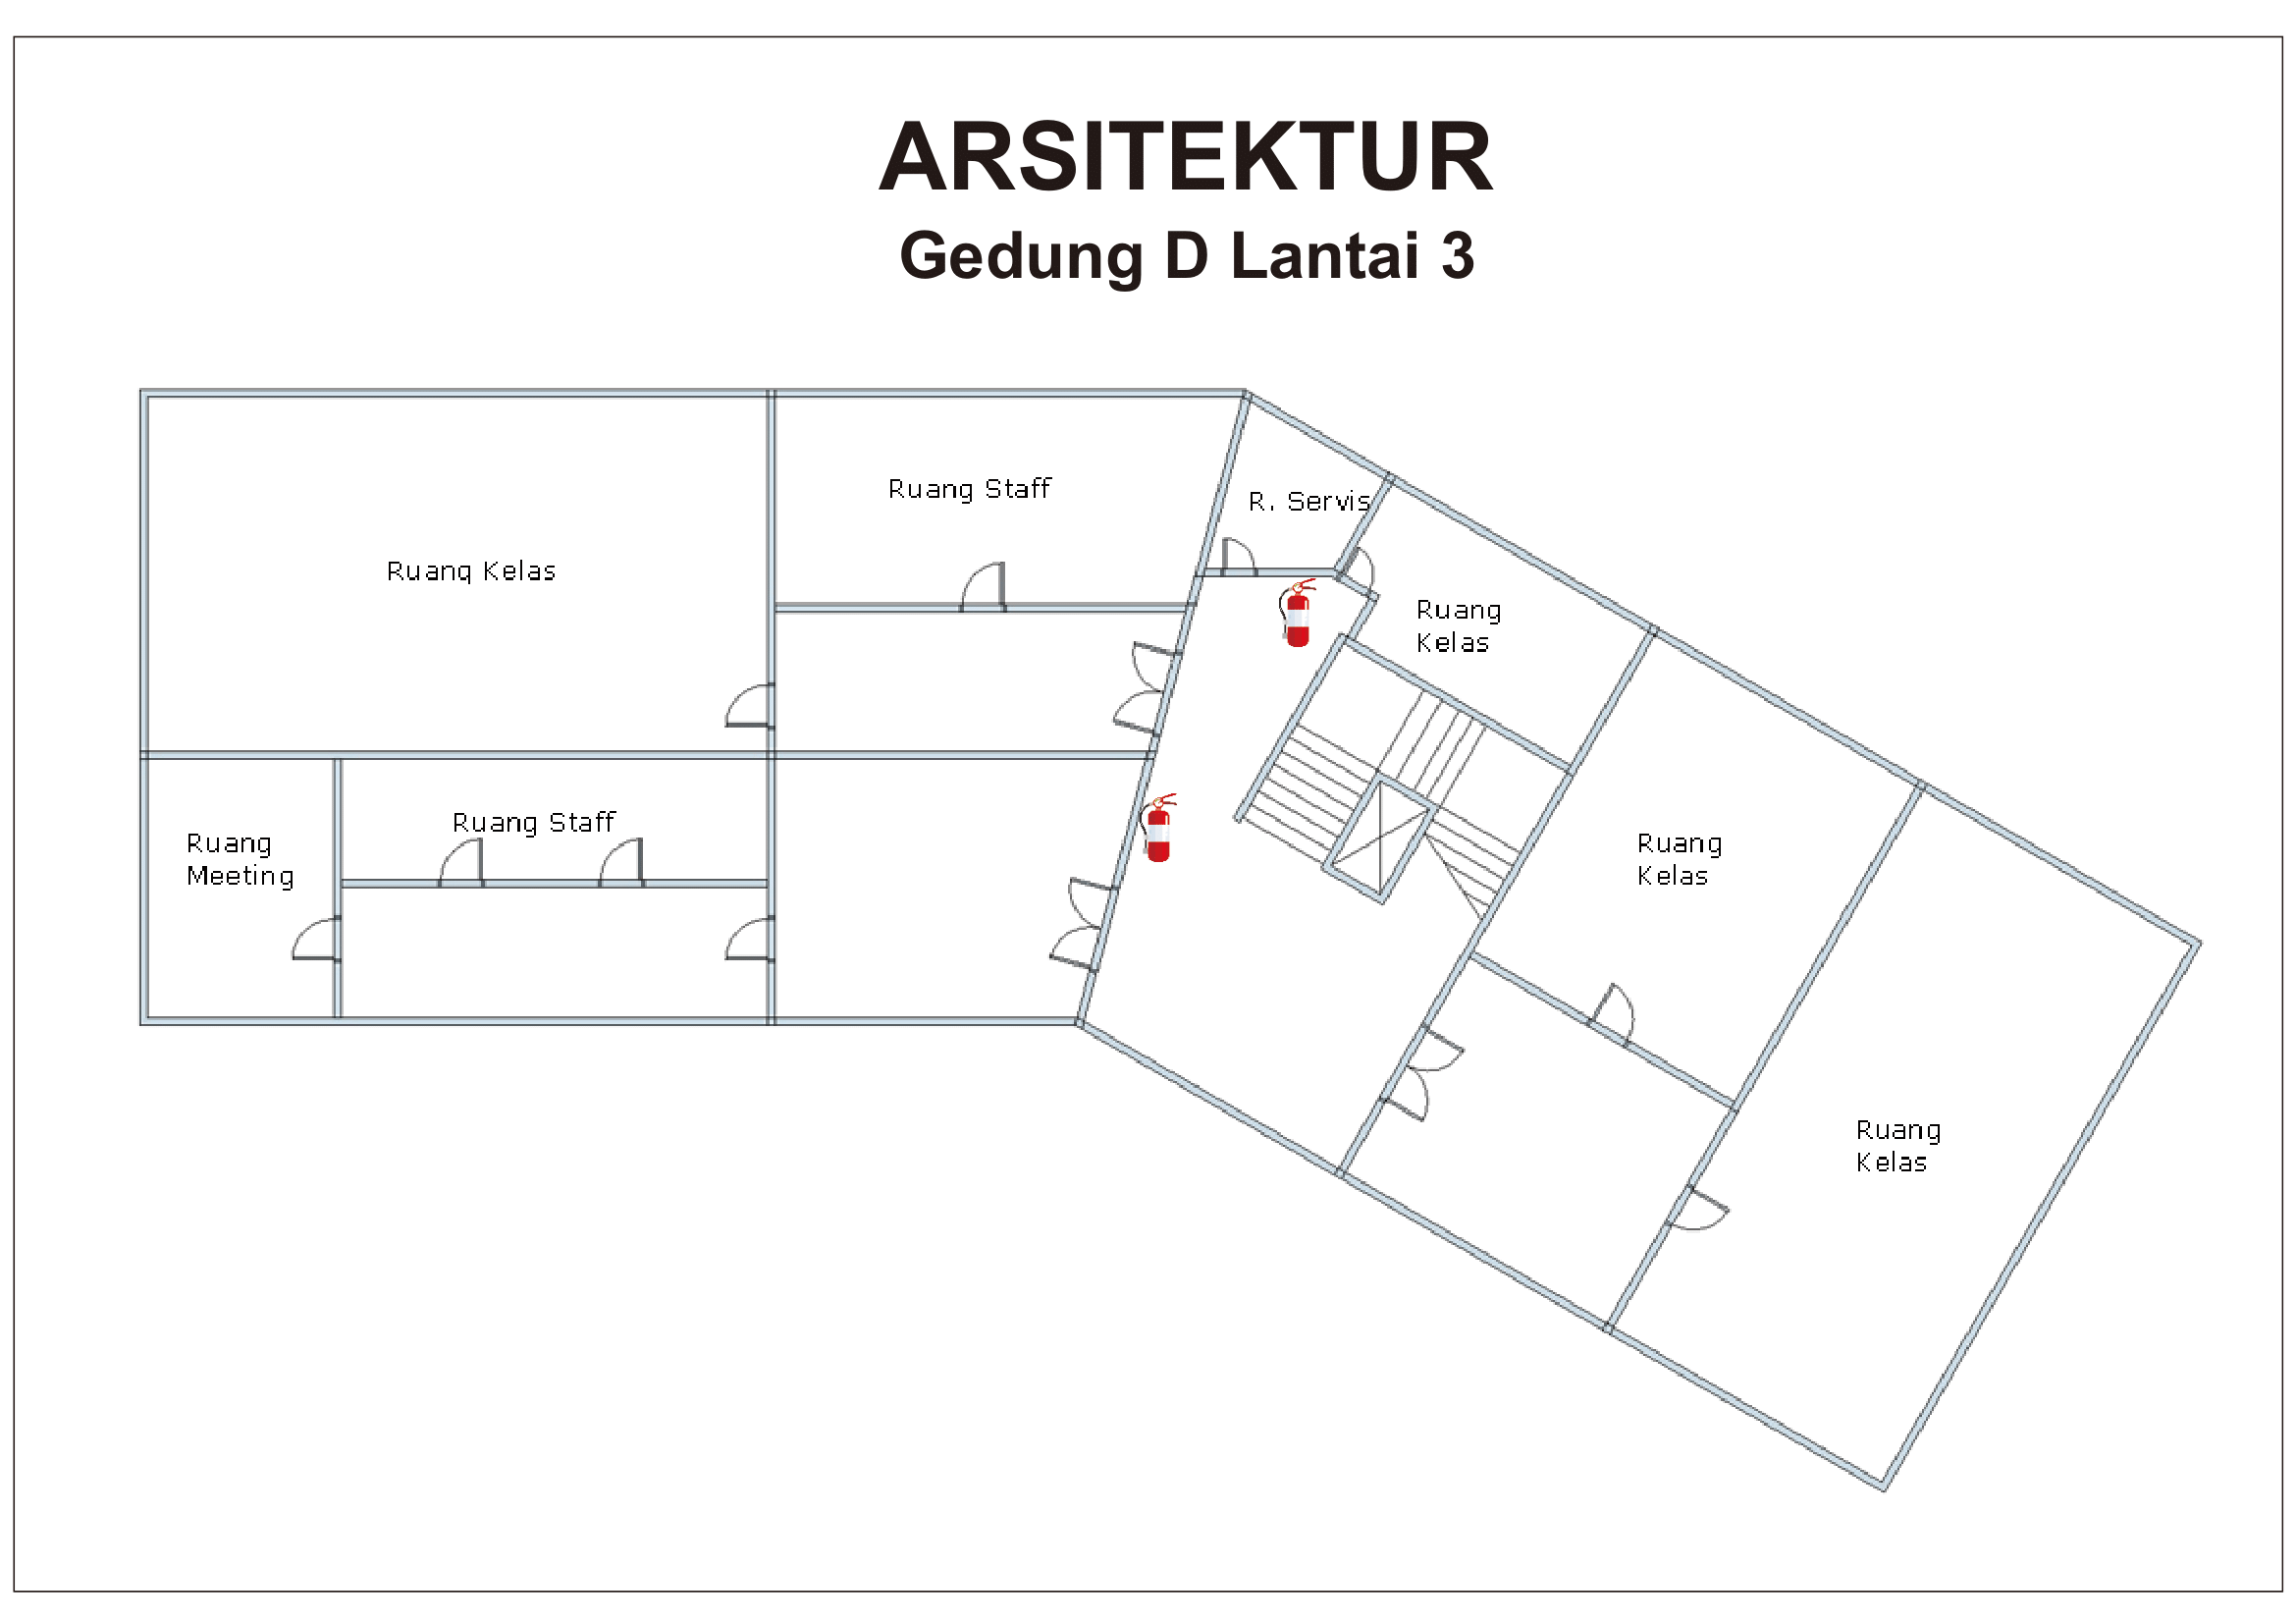 ARSITEKTUR
Gedung D Lantai 3
Ruang Staff
R. Servis
Ruang Kelas
Ruang
Kelas
Ruang Staff
Ruang
Meeting
Ruang
Kelas
Ruang
Kelas